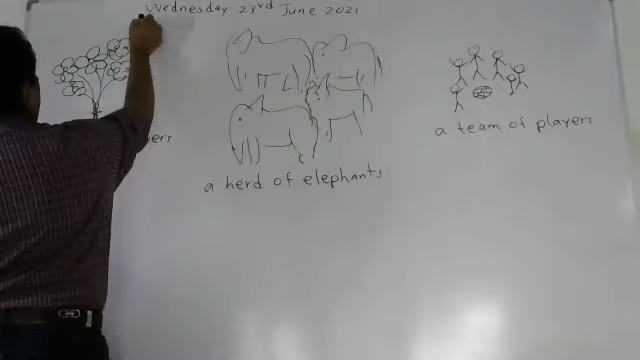 Wednesday 23rd June 2021
a team of players
a herd of elephants